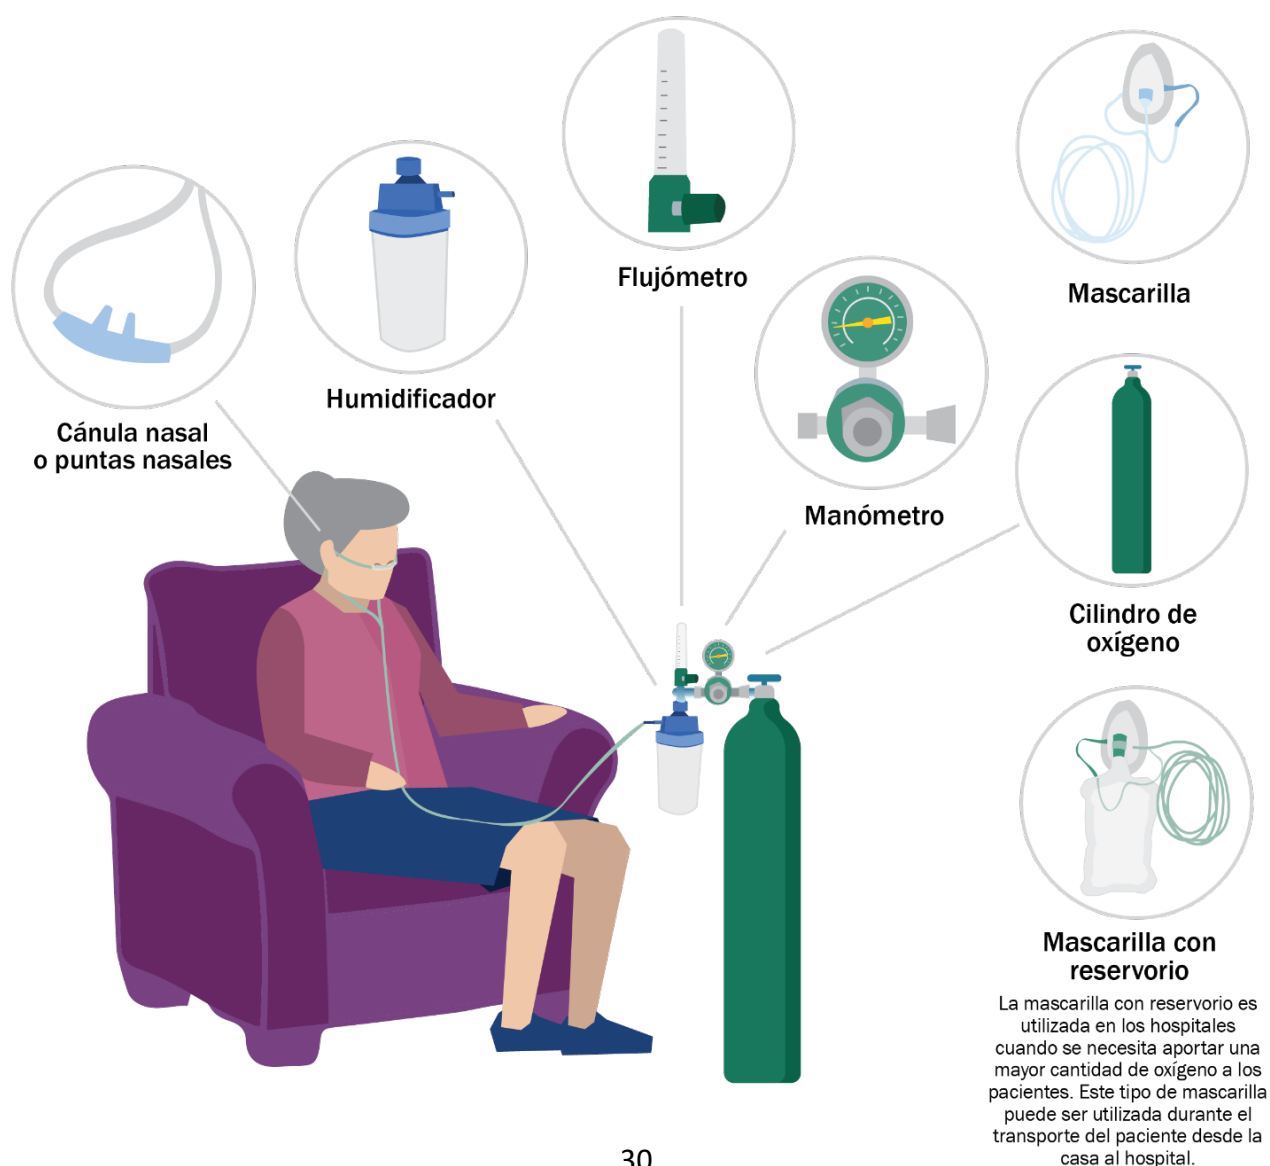 Flujómetro
Mascarilla
Humidificador
Cánula nasal
o puntas nasales
Manómetro
Cilindro de
oxígeno
Mascarilla con
reservorio
La mascarilla con reservorio es
utilizada en los hospitales
cuando se necesita aportar una
mayor cantidad de oxígeno a los
pacientes. Este tipo de mascarilla
puede ser utilizada durante el
transporte del paciente desde la
casa al hospital.
30